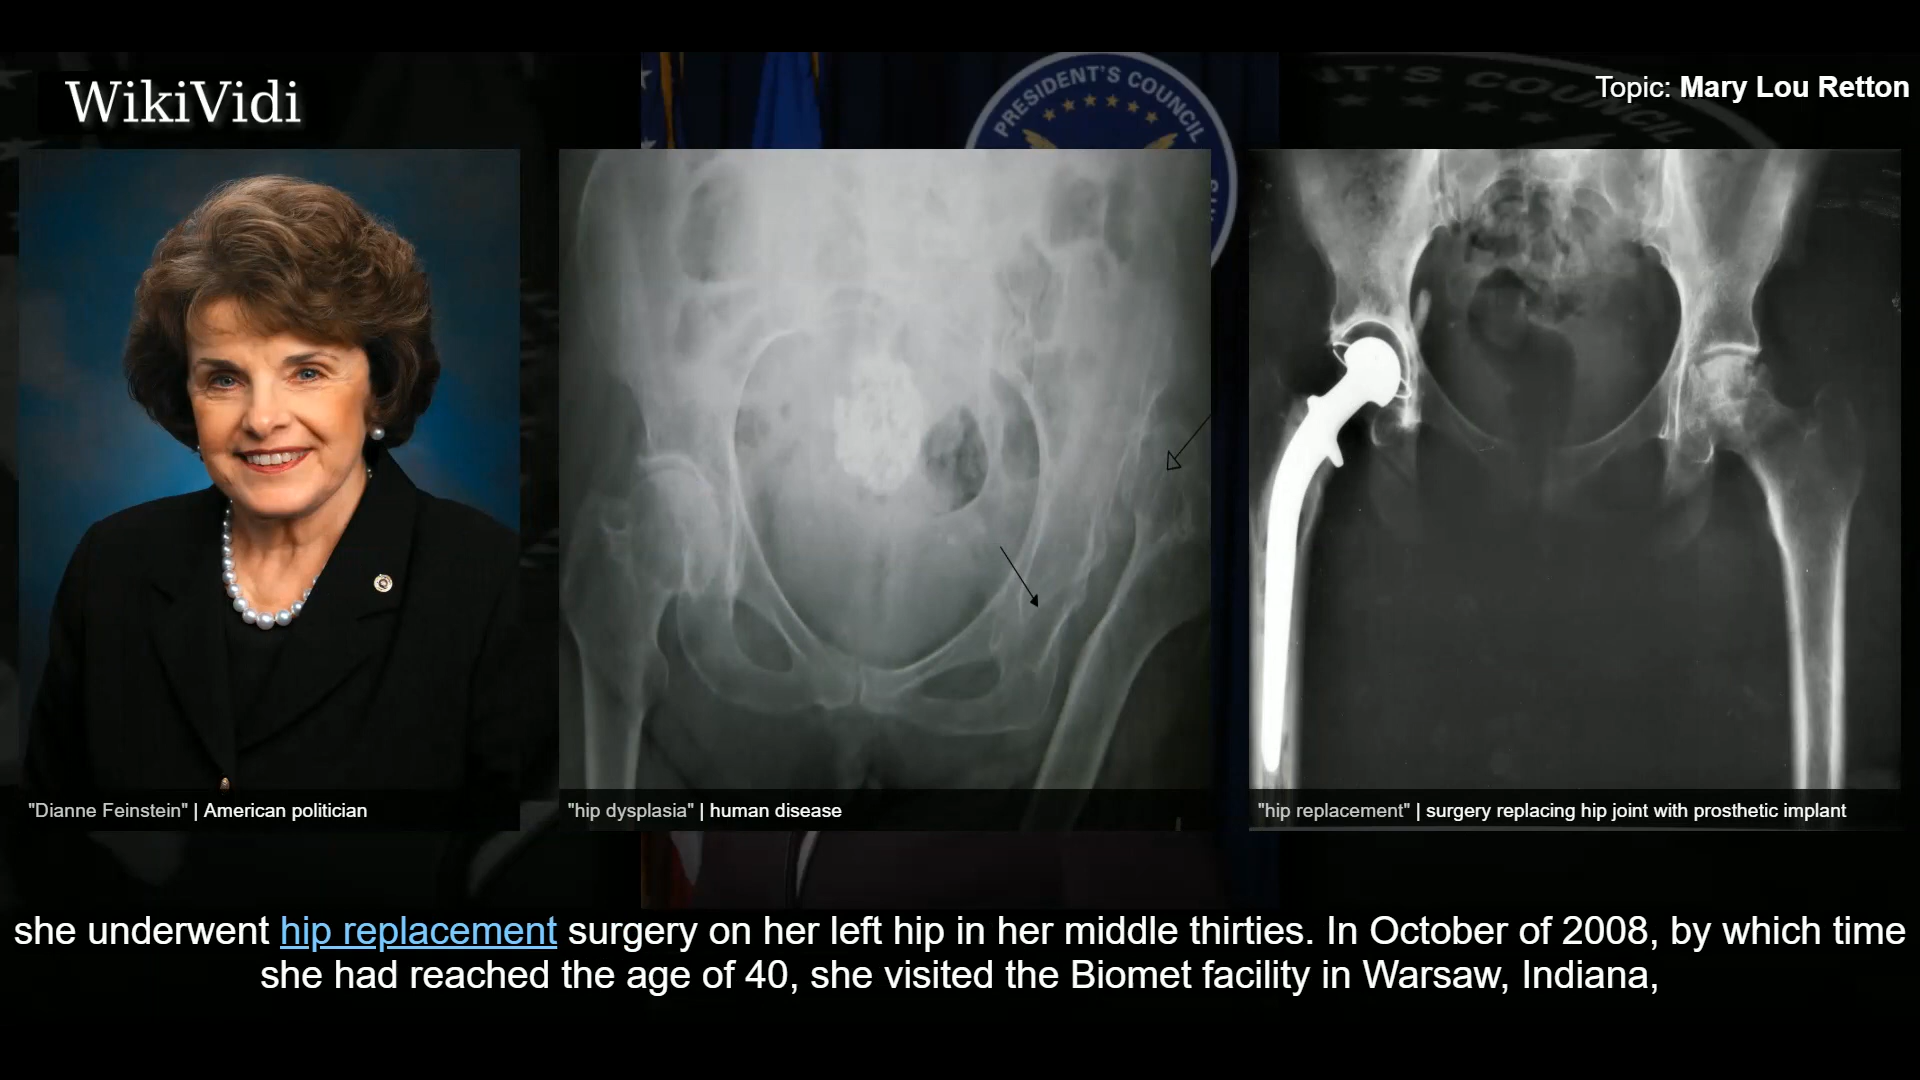 WikiVidi
Topic: Mary Lou Retton
PRESIDENT'S COUNCIL
"Dianne Feinstein" | American politician
"hip dysplasia" | human disease
"hip replacement" | surgery replacing hip joint with prosthetic implant
she underwent hip replacement surgery on her left hip in her middle thirties. In October of 2008, by which time
she had reached the age of 40, she visited the Biomet facility in Warsaw, Indiana,